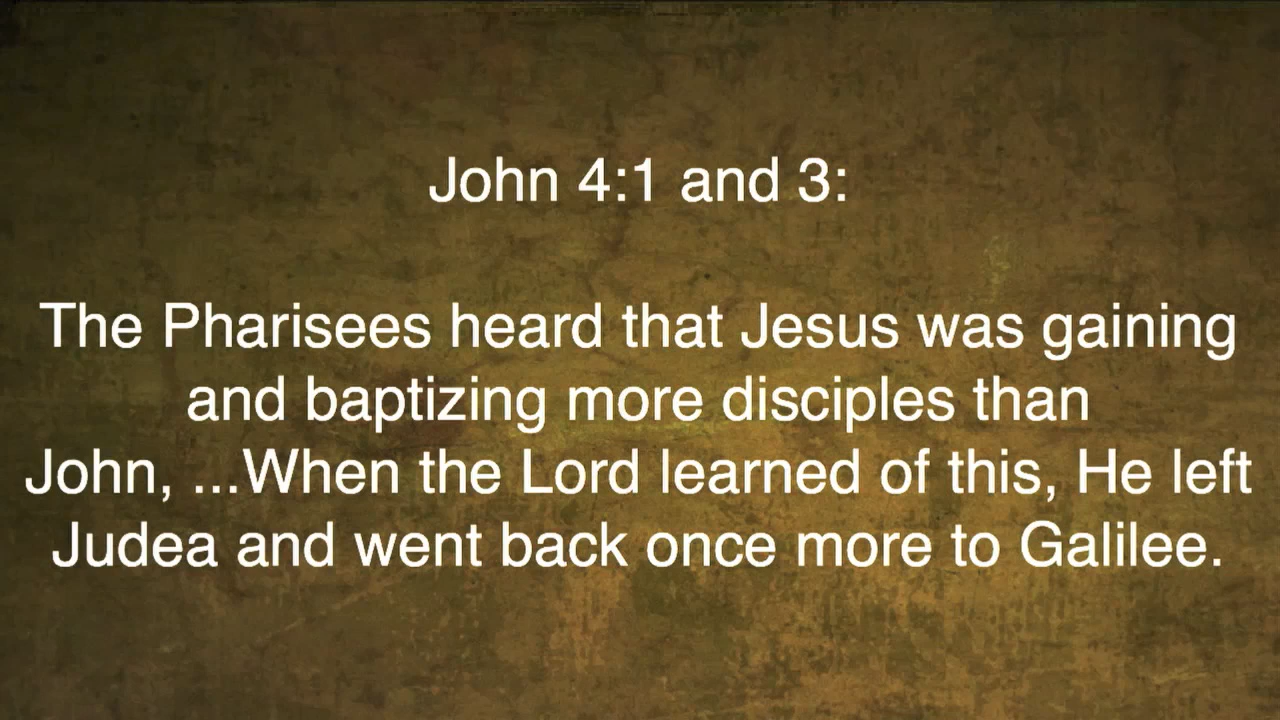 John 4:1 and 3:
The Pharisees heard that Jesus was gaining
and baptizing more disciples than
John, ...When the Lord learned of this, He left
Judea and went back once more to Galilee.